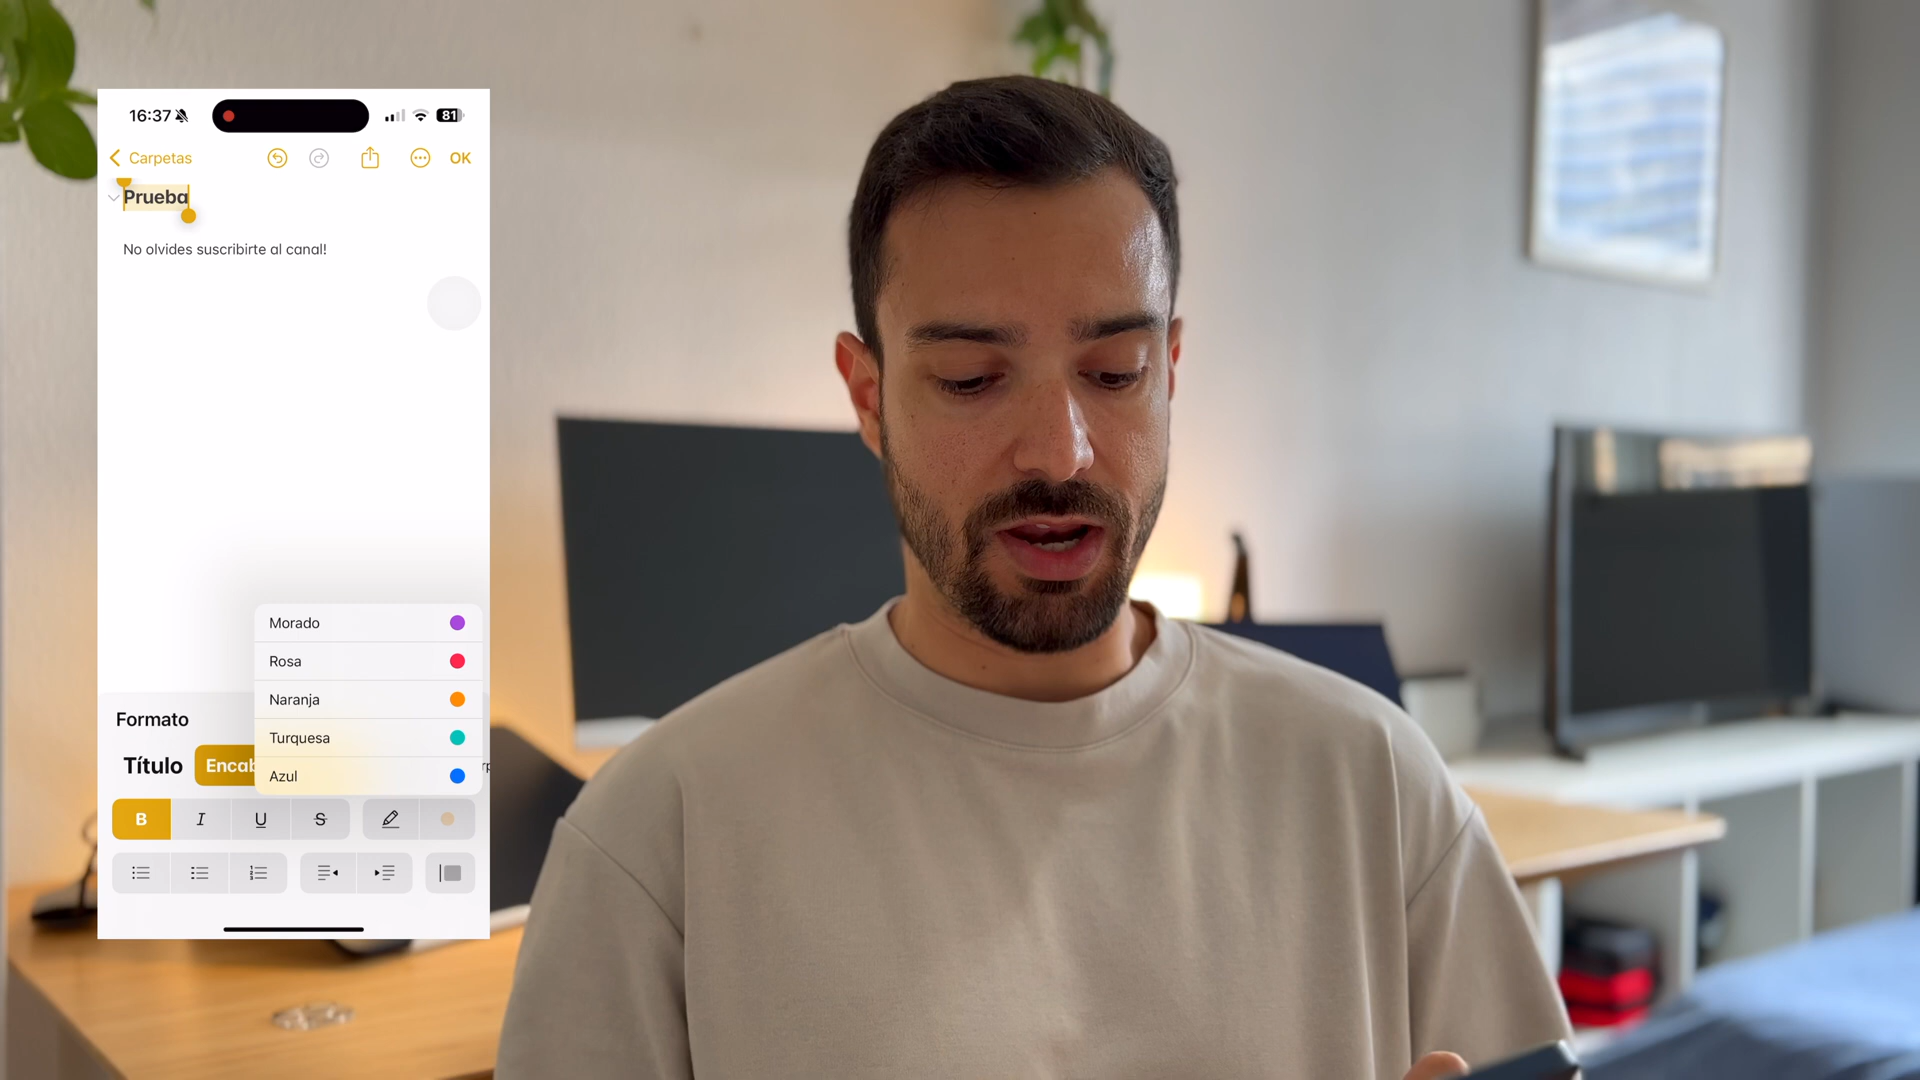 16:37
81
Carpetas
OK
Prueba
No olvides suscribirte al canal!
Morado
Rosa
Naranja
Turquesa
Azul
Formato
Título Encab
B I U S